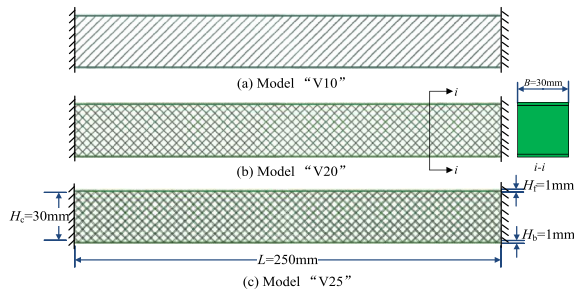 (a) Model “V10”
i
B=30mm
i
i-i
(b) Model “V20”
Hf=1mm
Hc=30mm
Hb=1mm
L=250mm
(c) Model “V25”